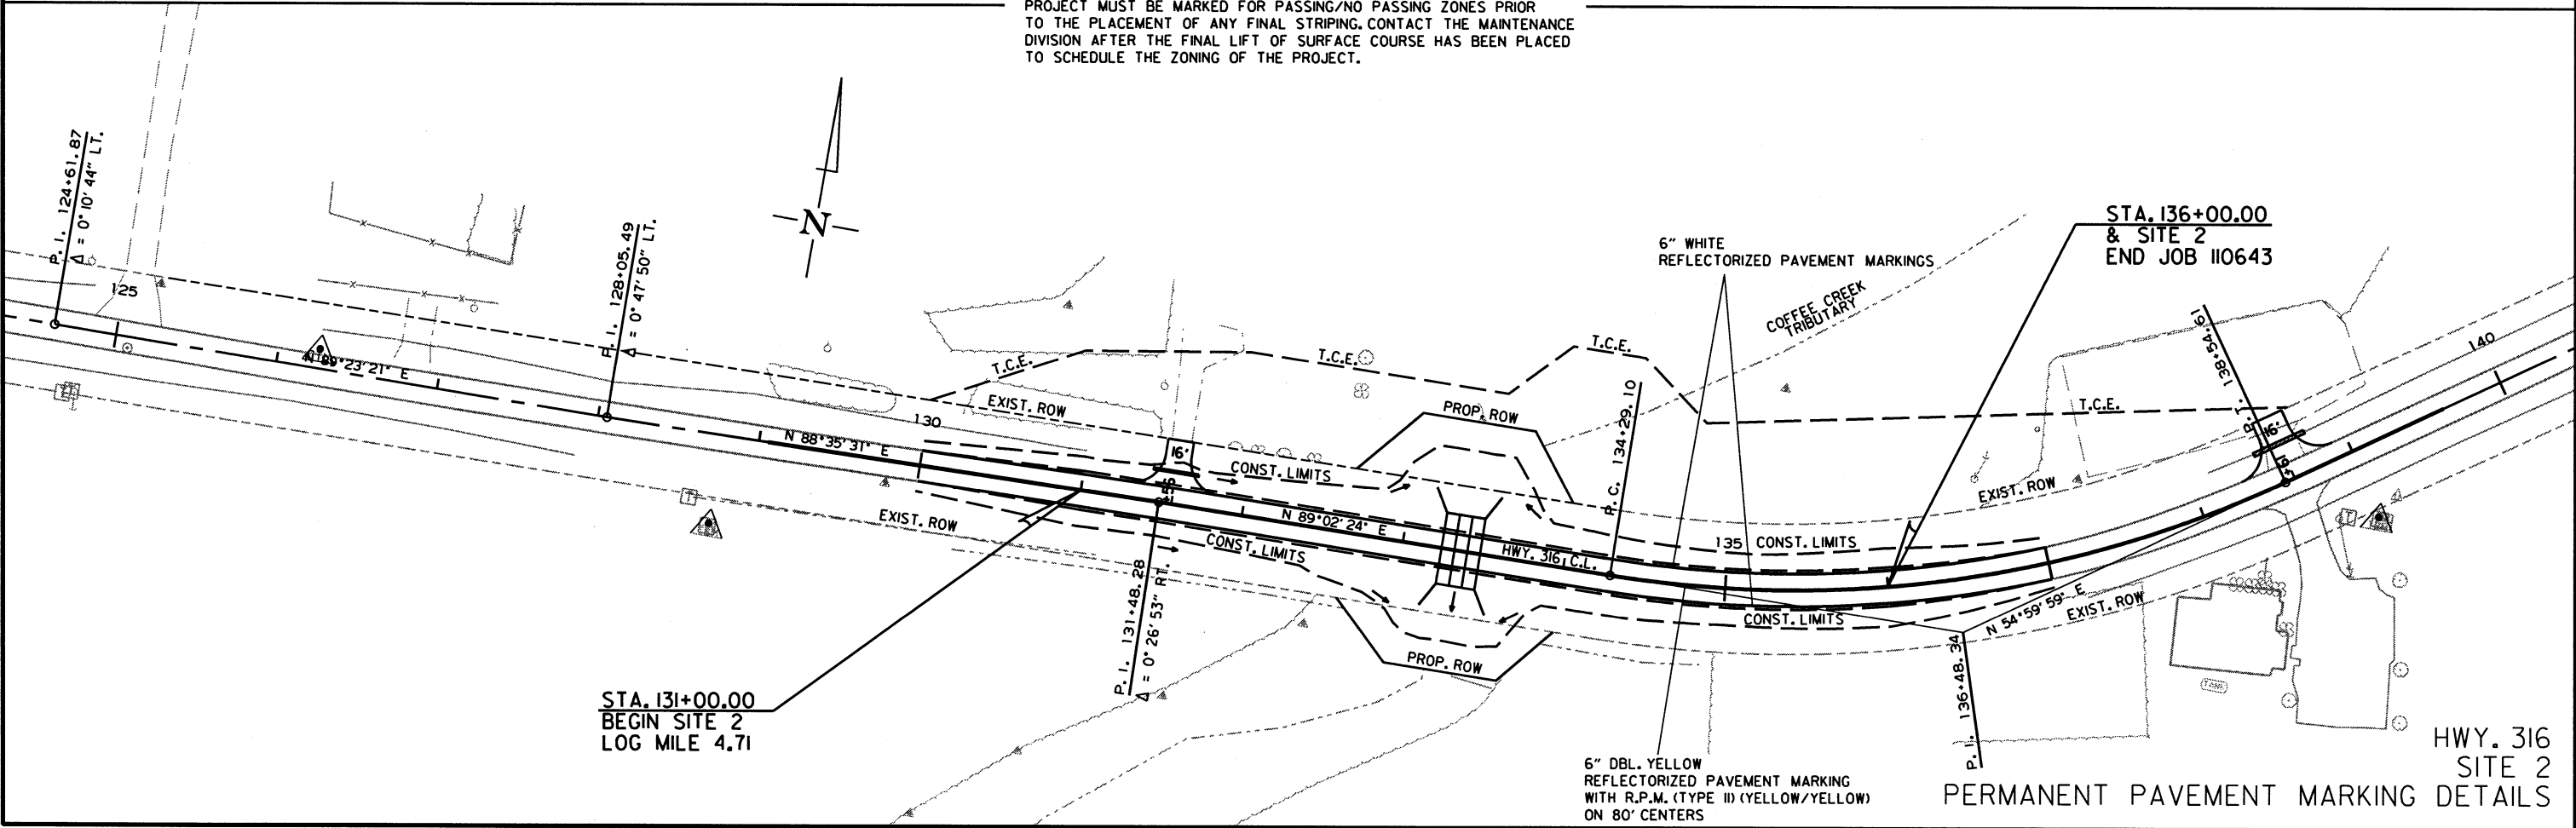 PROJECT MUST BE MARKED FOR PASSING/NO PASSING ZONES PRIOR
TO THE PLACEMENT OF ANY FINAL STRIPING. CONTACT THE MAINTENANCE
DIVISION AFTER THE FINAL LIFT OF SURFACE COURSE HAS BEEN PLACED
TO SCHEDULE THE ZONING OF THE PROJECT.
P. I. 124+61.87
Δ = 0° 10' 44" LT.
125
N 89°23'21" E
P. I. 128+05.49
Δ = 0° 47' 50" LT.
N
130
N 88°35'31" E
EXIST. ROW
T.C.E.
EXIST. ROW
16'
CONST. LIMITS
CONST. LIMITS
P. I. 131+48.28
Δ = 0° 26' 53" RT.
STA. 131+00.00
BEGIN SITE 2
LOG MILE 4.71
T.C.E.
PROP. ROW
N 89°02'24" E
HWY. 316 C.L.
PROP. ROW
T.C.E.
P. C. 134+29.10
6" WHITE
REFLECTORIZED PAVEMENT MARKINGS
COFFEE CREEK
TRIBUTARY
135
CONST. LIMITS
CONST. LIMITS
6" DBL. YELLOW
REFLECTORIZED PAVEMENT MARKING
WITH R.P.M. (TYPE II) (YELLOW/YELLOW)
ON 80' CENTERS
STA. 136+00.00
& SITE 2
END JOB 110643
T.C.E.
EXIST. ROW
P. T. 138+54.61
16'
140
N 54°59'59" E
EXIST. ROW
P. I. 136+48.34
TANK
HWY. 316
SITE 2
PERMANENT PAVEMENT MARKING DETAILS